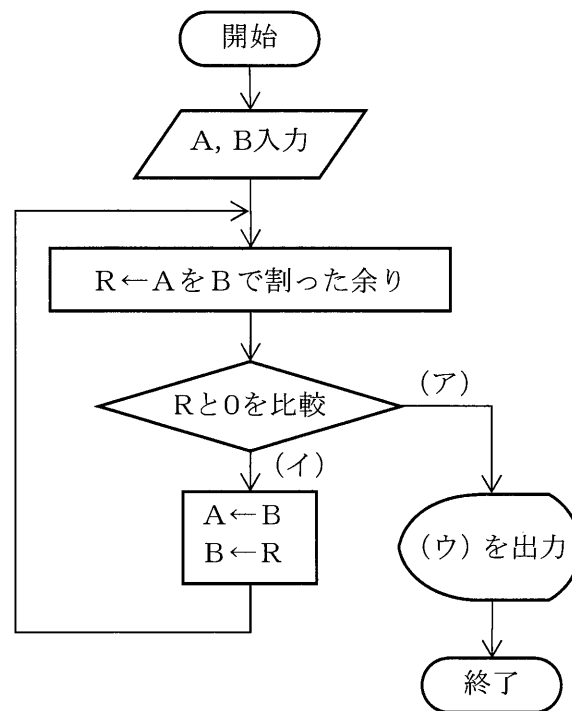 開始
A, B入力
R←AをBで割った余り
Rと0を比較
(ア)
(イ)
A←B
B←R
(ウ)を出力
終了